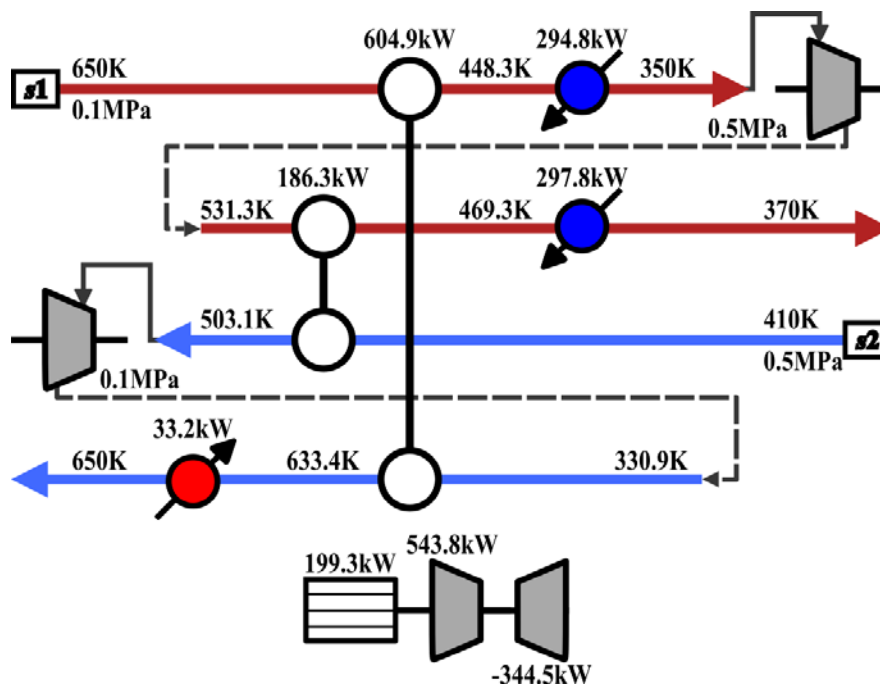 604.9kW
294.8kW
s1
650K
448.3K
350K
0.1MPa
0.5MPa
186.3kW
297.8kW
531.3K
469.3K
370K
503.1K
410K
s2
0.1MPa
0.5MPa
33.2kW
650K
633.4K
330.9K
543.8kW
199.3kW
-344.5kW